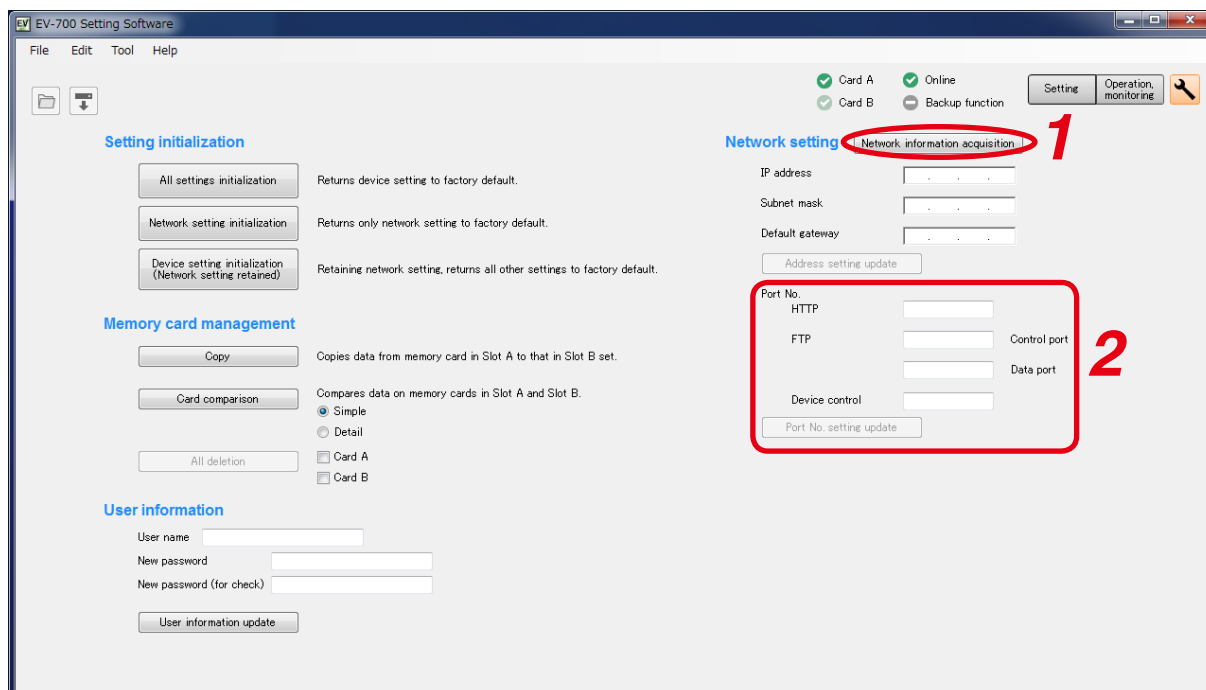 EV EV-700 Setting Software
File Edit Tool Help
Card A Online
Card B Backup function
Setting
Operation,
monitoring
Setting initialization
All settings initialization Returns device setting to factory default.
Network setting initialization Returns only network setting to factory default.
Device setting initialization
(Network setting retained)
Retaining network setting, returns all other settings to factory default.
Memory card management
Copy Copies data from memory card in Slot A to that in Slot B set.
Card comparison Compares data on memory cards in Slot A and Slot B.
Simple
Detail
All deletion
Card A
Card B
User information
User name
New password
New password (for check)
User information update
Network setting Network information acquisition 1
IP address . . .
Subnet mask . . .
Default gateway . . .
Address setting update
Port No.
HTTP
FTP Control port
Data port
2
Device control
Port No. setting update